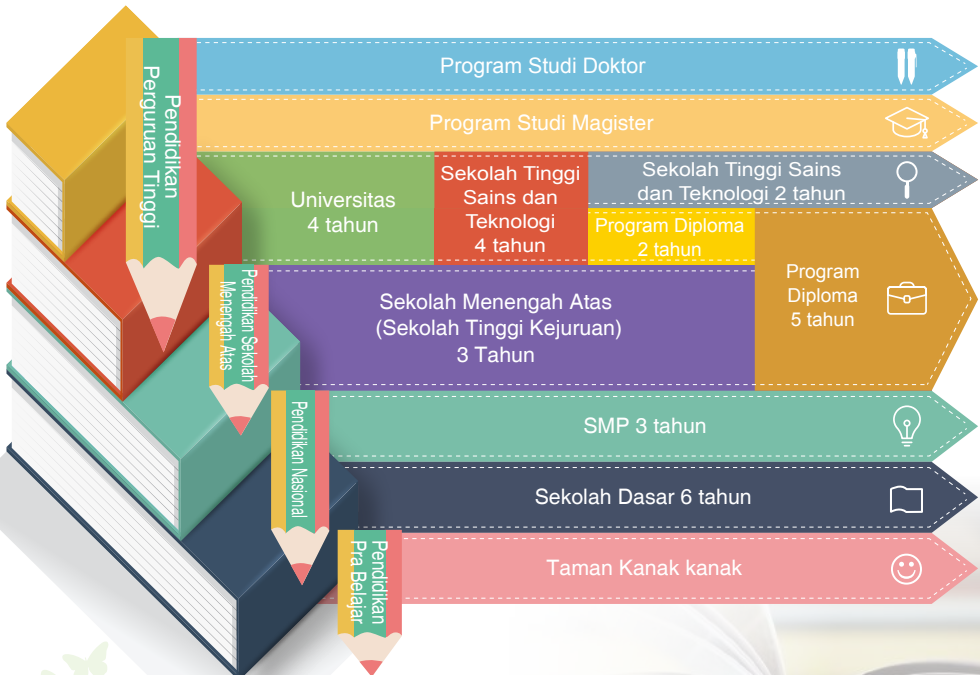 Pendidikan
Perguruan Tinggi
Program Studi Doktor
Program Studi Magister
Universitas
4 tahun
Sekolah Tinggi
Sains dan
Teknologi
4 tahun
Sekolah Tinggi Sains
dan Teknologi 2 tahun
Program Diploma
2 tahun
Program
Diploma
5 tahun
Pendidikan Sekolah
Menengah Atas
Sekolah Menengah Atas
(Sekolah Tinggi Kejuruan)
3 Tahun
Pendidikan Nasional
SMP 3 tahun
Sekolah Dasar 6 tahun
Pendidikan
Pra Belajar
Taman Kanak kanak